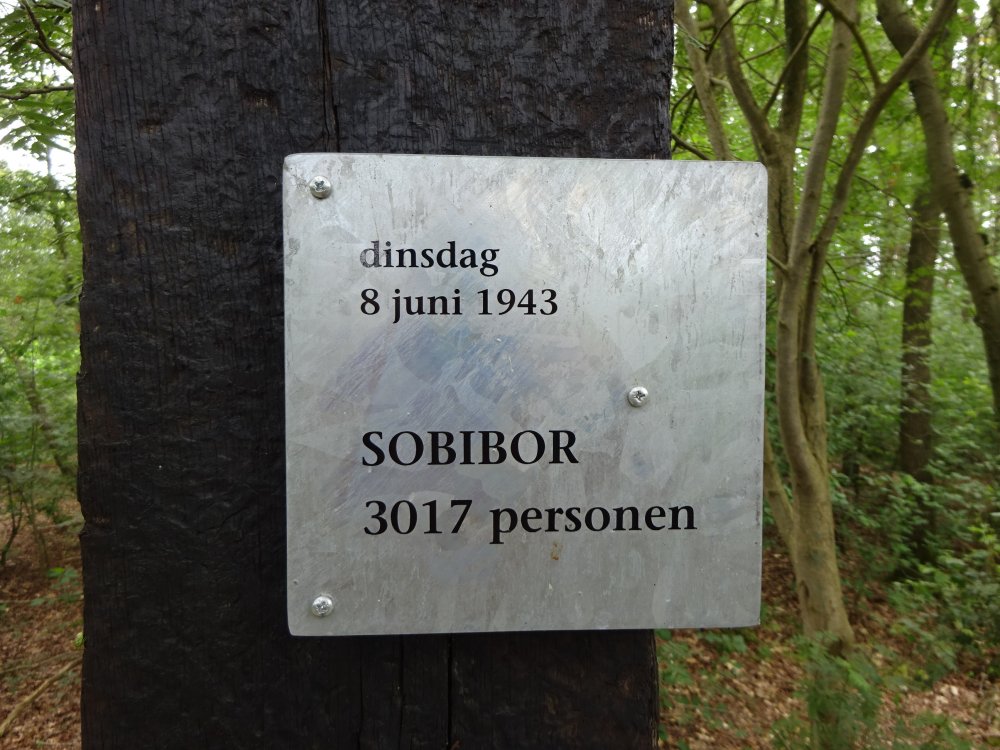 dinsdag
8 juni 1943
SOBIBOR
3017 personen